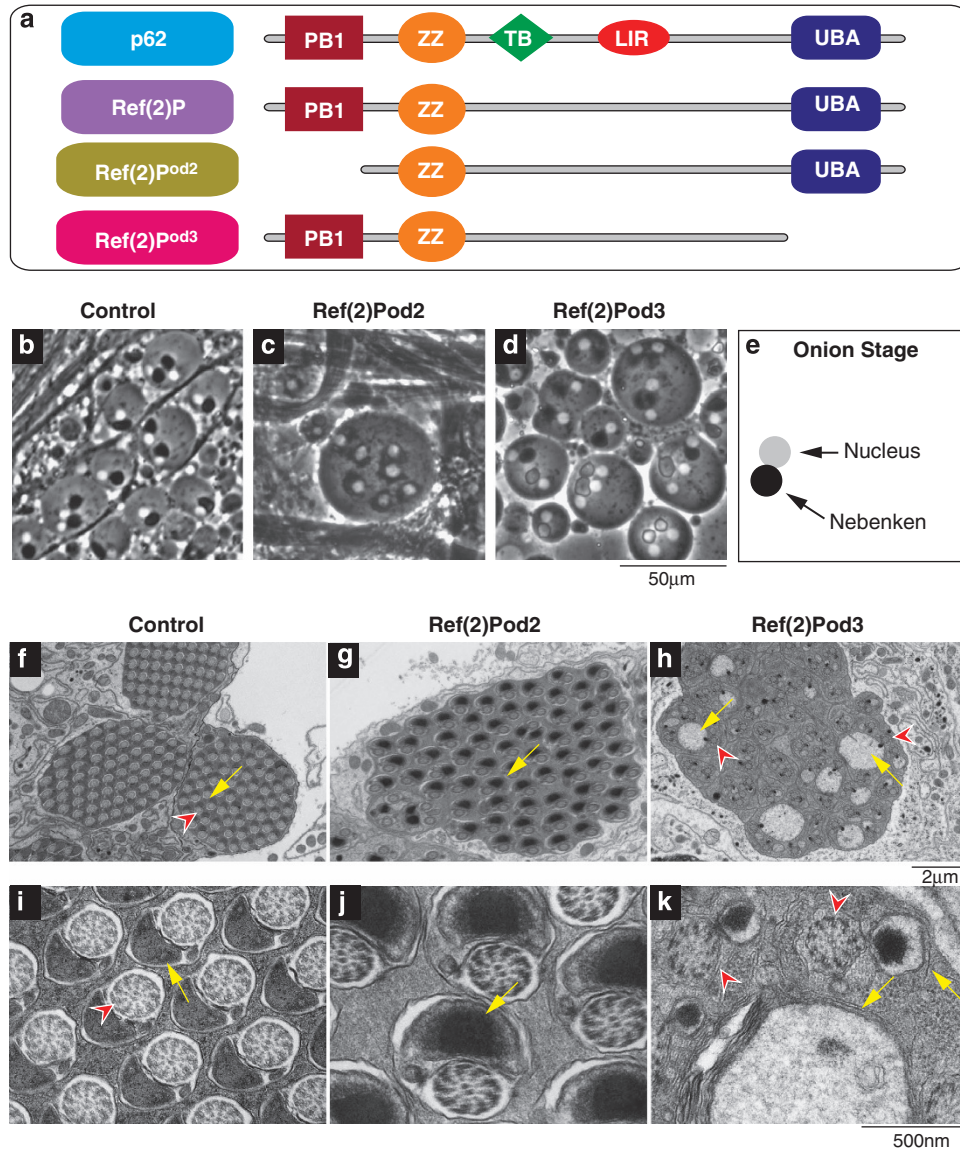 a
p62 PB1 ZZ TB LIR UBA
Ref(2)P PB1 ZZ UBA
Ref(2)Pod2 ZZ UBA
Ref(2)Pod3 PB1 ZZ
Control Ref(2)Pod2 Ref(2)Pod3
b c d e Onion Stage
Nucleus
Nebenken
50μm
Control Ref(2)Pod2 Ref(2)Pod3
f g h
2μm
i j k
500nm